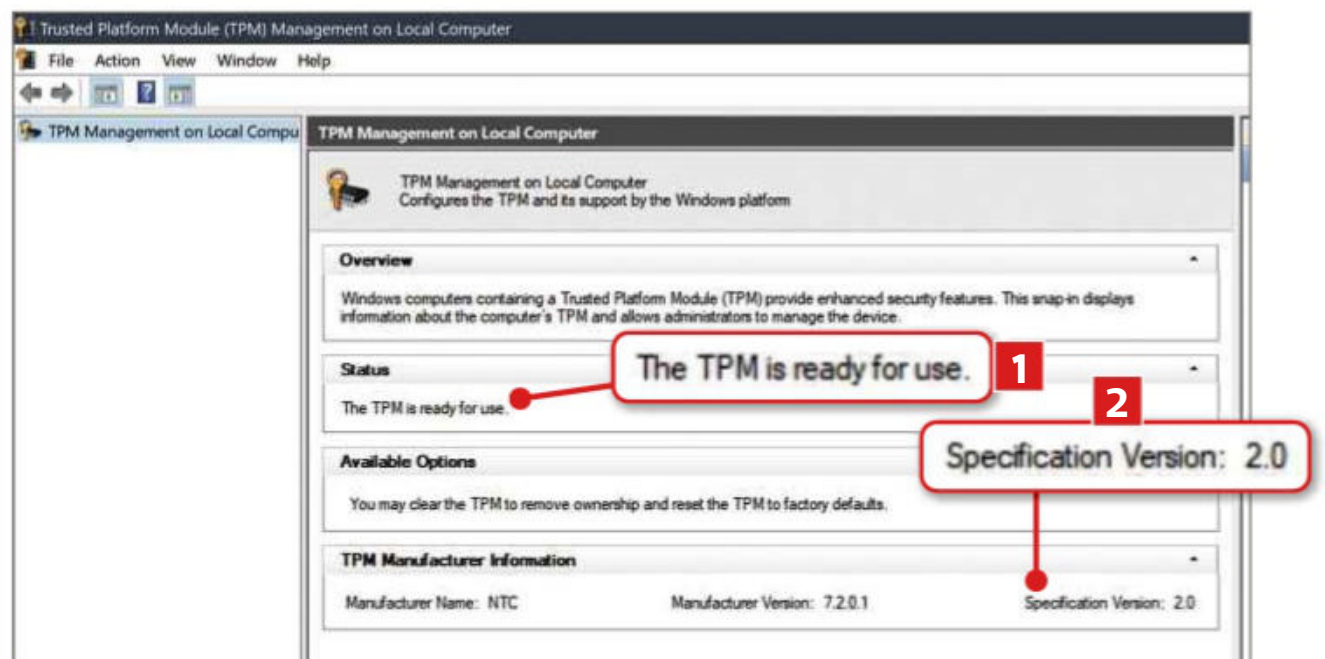 Trusted Platform Module (TPM) Management on Local Computer
File Action View Window Help
TPM Management on Local Compu
TPM Management on Local Computer
TPM Management on Local Computer
Configures the TPM and its support by the Windows platform
Overview
Windows computers containing a Trusted Platform Module (TPM) provide enhanced security features. This snap-in displays
information about the computer's TPM and allows administrators to manage the device.
Status
The TPM is ready for use.
The TPM is ready for use.
1
2
Specification Version: 2.0
Available Options
You may clear the TPM to remove ownership and reset the TPM to factory defaults.
TPM Manufacturer Information
Manufacturer Name: NTC
Manufacturer Version: 7.2.0.1
Specification Version: 2.0